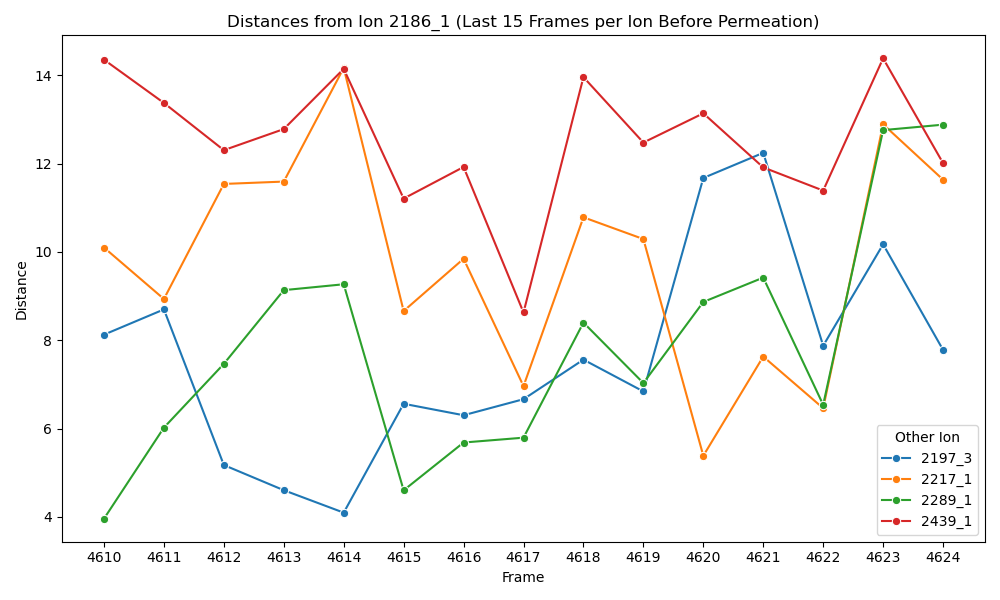 Distances from Ion 2186_1 (Last 15 Frames per Ion Before Permeation)
Distance
14
12
10
8
6
4
4610 4611 4612 4613 4614 4615 4616 4617 4618 4619 4620 4621 4622 4623 4624
Frame
Other Ion
2197_3
2217_1
2289_1
2439_1